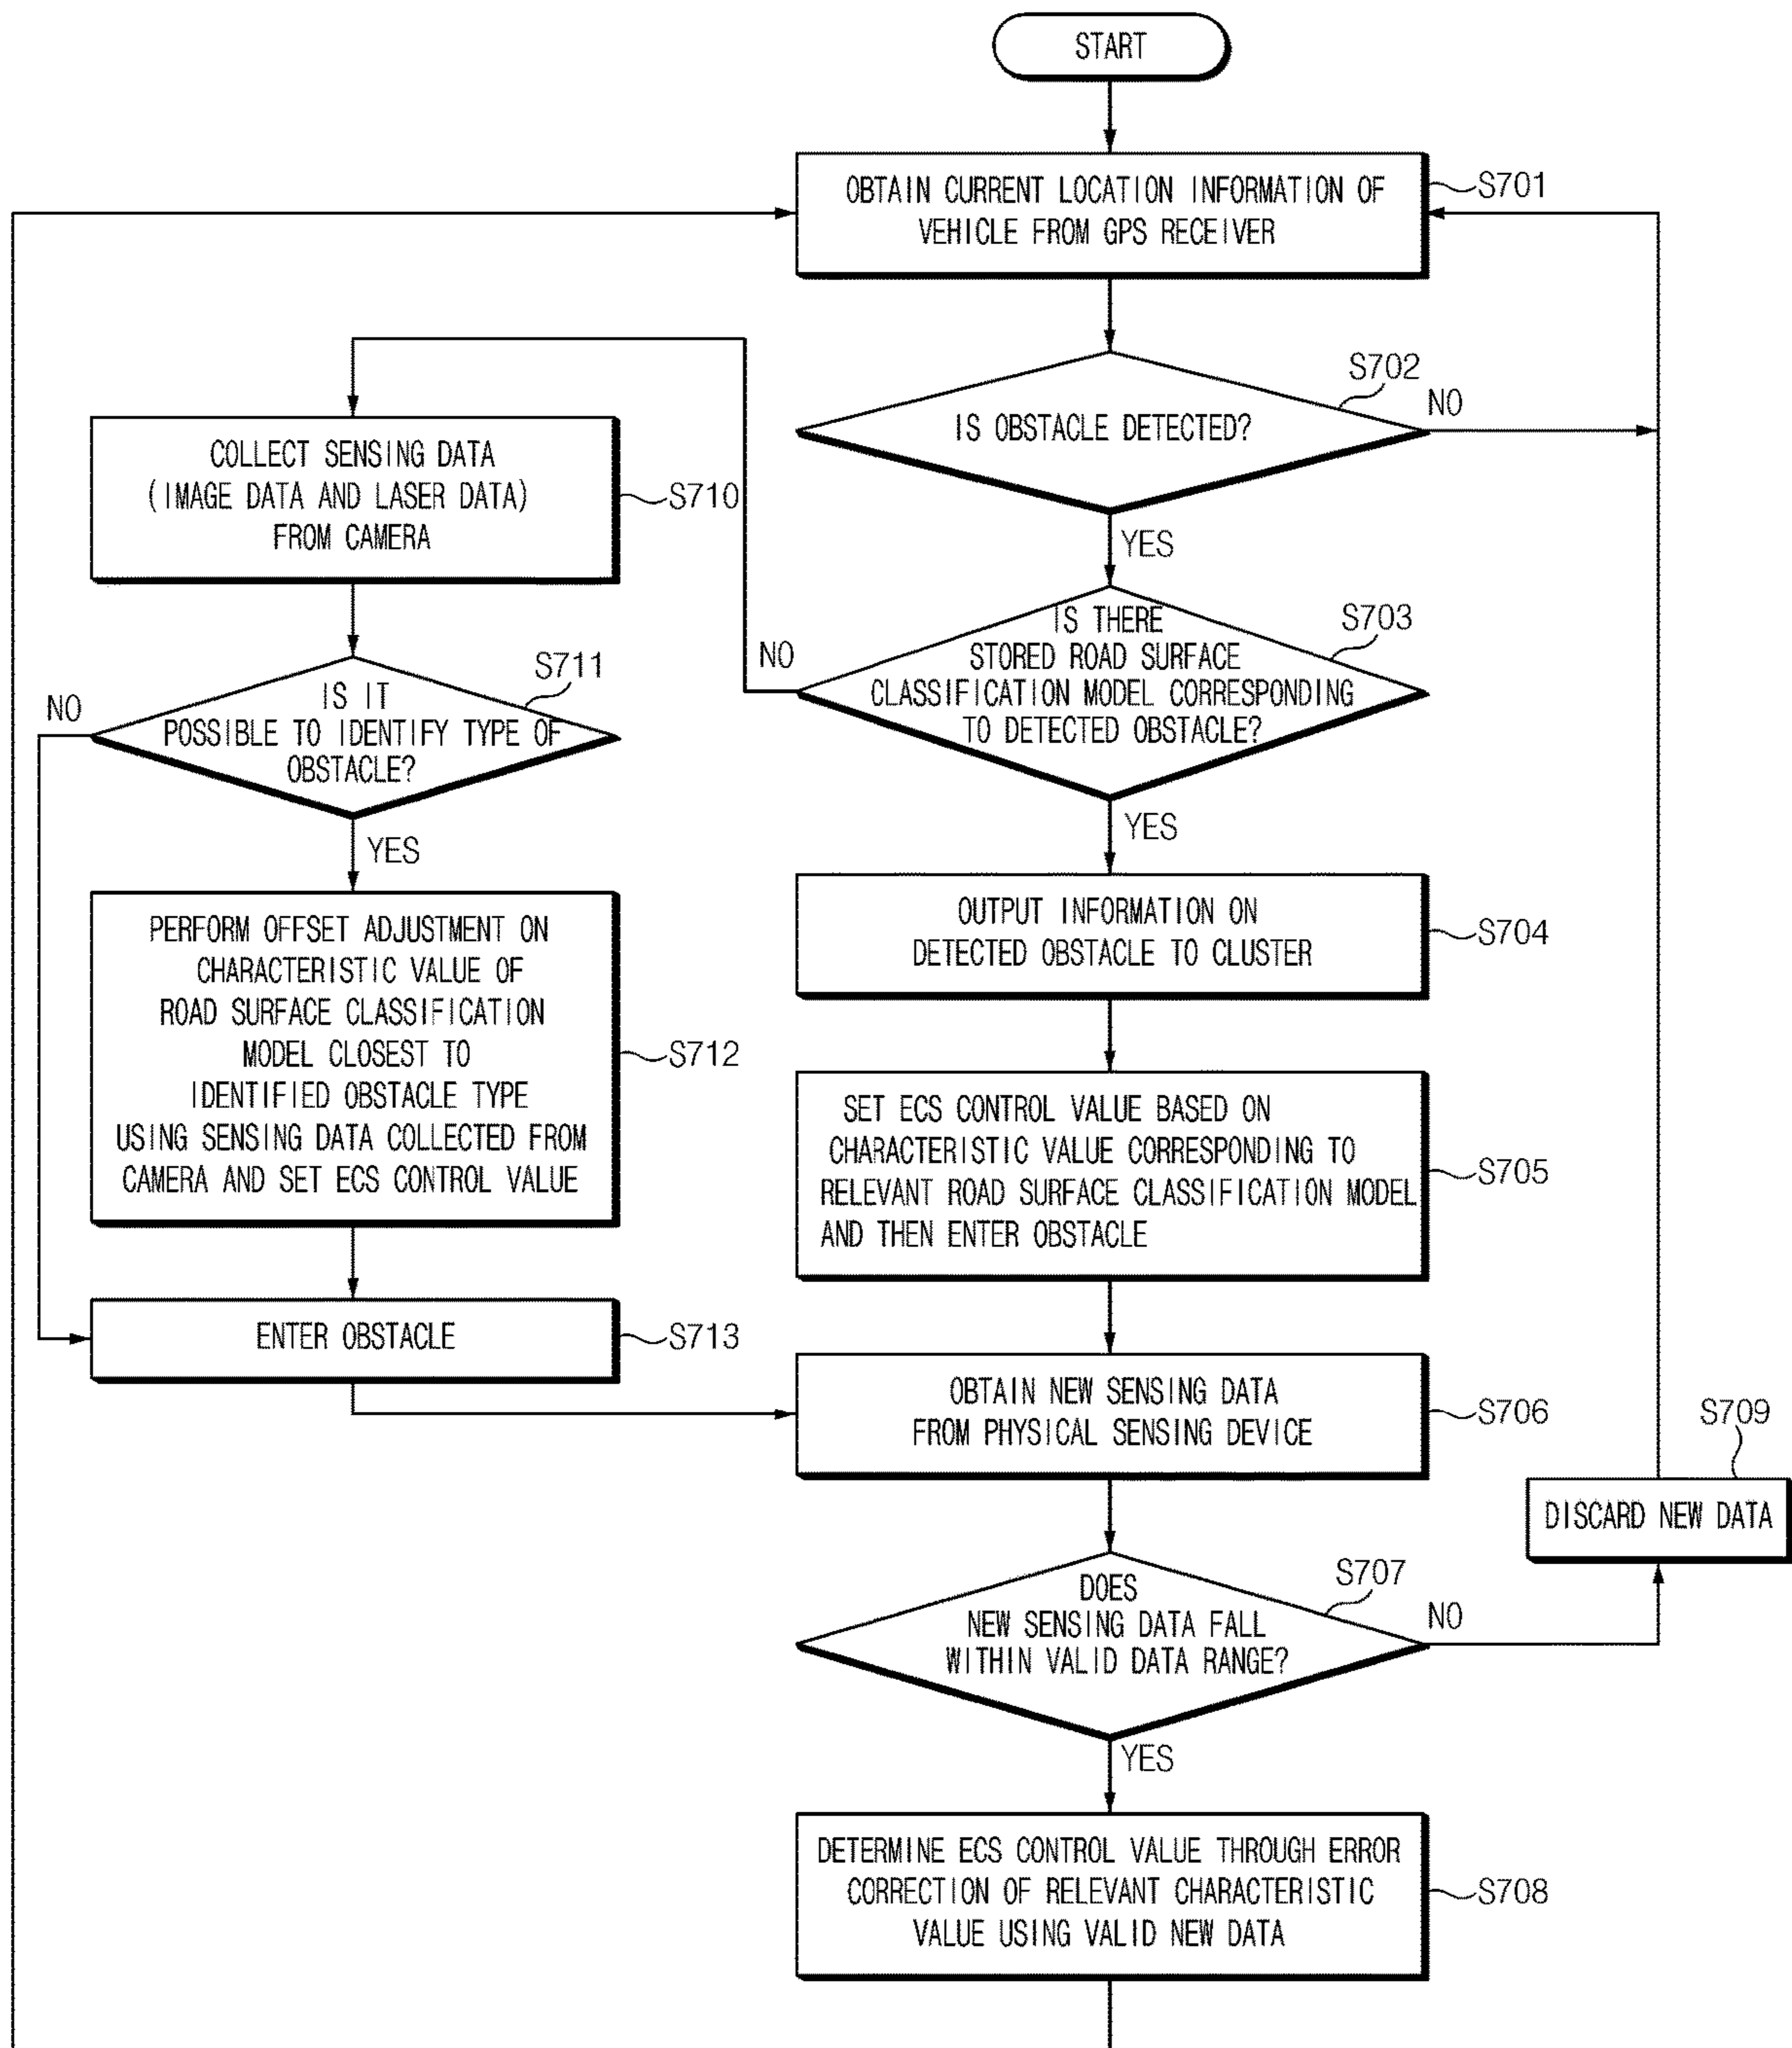 START
OBTAIN CURRENT LOCATION INFORMATION OF
VEHICLE FROM GPS RECEIVER
S701
IS OBSTACLE DETECTED?
S702
NO
YES
IS THERE
STORED ROAD SURFACE
CLASSIFICATION MODEL CORRESPONDING
TO DETECTED OBSTACLE?
S703
NO
YES
COLLECT SENSING DATA
(IMAGE DATA AND LASER DATA)
FROM CAMERA
S710
IS IT
POSSIBLE TO IDENTIFY TYPE OF
OBSTACLE?
S711
NO
YES
PERFORM OFFSET ADJUSTMENT ON
CHARACTERISTIC VALUE OF
ROAD SURFACE CLASSIFICATION
MODEL CLOSEST TO
IDENTIFIED OBSTACLE TYPE
USING SENSING DATA COLLECTED FROM
CAMERA AND SET ECS CONTROL VALUE
S712
ENTER OBSTACLE
S713
OUTPUT INFORMATION ON
DETECTED OBSTACLE TO CLUSTER
S704
SET ECS CONTROL VALUE BASED ON
CHARACTERISTIC VALUE CORRESPONDING TO
RELEVANT ROAD SURFACE CLASSIFICATION MODEL
AND THEN ENTER OBSTACLE
S705
OBTAIN NEW SENSING DATA
FROM PHYSICAL SENSING DEVICE
S706
DOES
NEW SENSING DATA FALL
WITHIN VALID DATA RANGE?
S707
NO
YES
S709
DISCARD NEW DATA
DETERMINE ECS CONTROL VALUE THROUGH ERROR
CORRECTION OF RELEVANT CHARACTERISTIC
VALUE USING VALID NEW DATA
S708